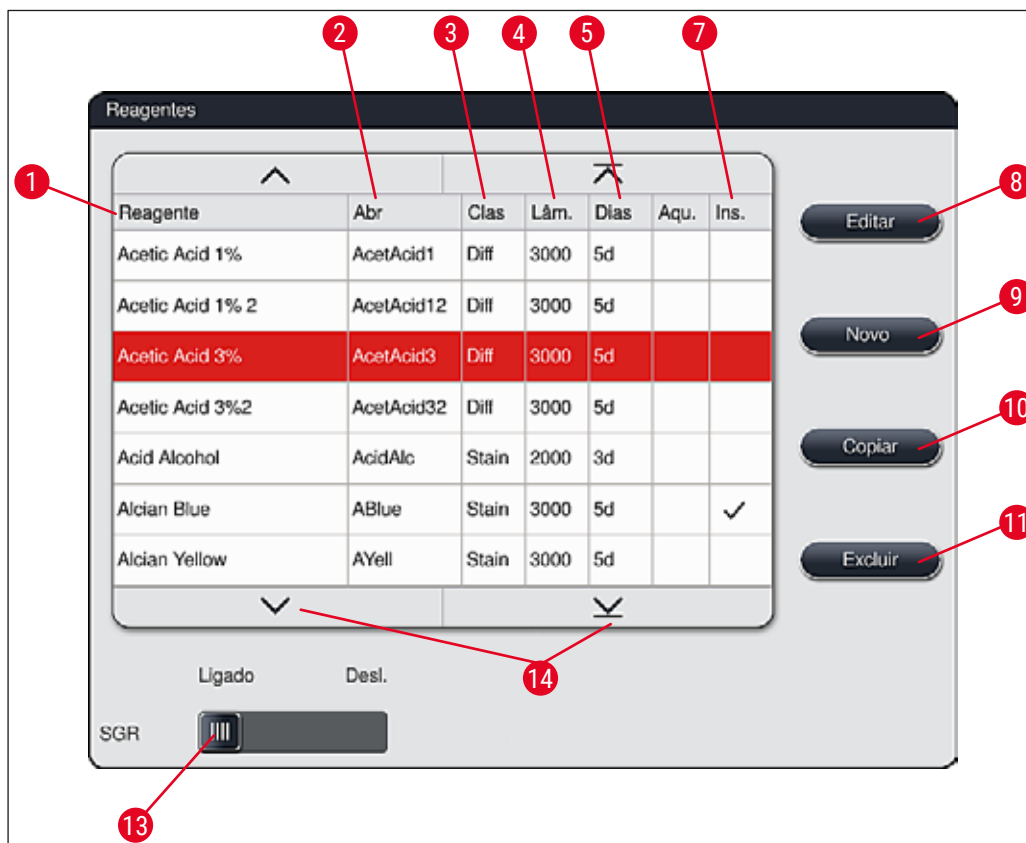 2 3 4 5 7
Reagentes
1
Reagente Abr Clas Lâm. Dias Aqu. Ins.
Acetic Acid 1% AcetAcid1 Diff 3000 5d
Acetic Acid 1% 2 AcetAcid12 Diff 3000 5d
Acetic Acid 3% AcetAcid3 Diff 3000 5d
Acetic Acid 3%2 AcetAcid32 Diff 3000 5d
Acid Alcohol AcidAlc Stain 2000 3d
Alcian Blue ABlue Stain 3000 5d ✓
Alcian Yellow AYell Stain 3000 5d
Editar 8
Novo 9
Copiar 10
Excluir 11
14
Ligado Desl.
SGR
13